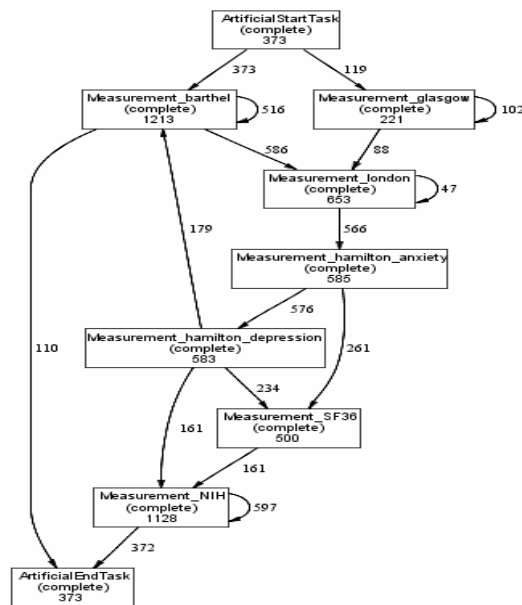 ArtificialStartTask
(complete)
373
373
119
Measurement_barthel
(complete)
1213
516
Measurement_glasgow
(complete)
221
102
586
88
Measurement_london
(complete)
653
47
179
566
Measurement_hamilton_anxiety
(complete)
585
576
110
Measurement_hamilton_depression
(complete)
583
261
234
Measurement_SF36
(complete)
500
161
161
Measurement_NIH
(complete)
1128
597
372
ArtificialEndTask
(complete)
373